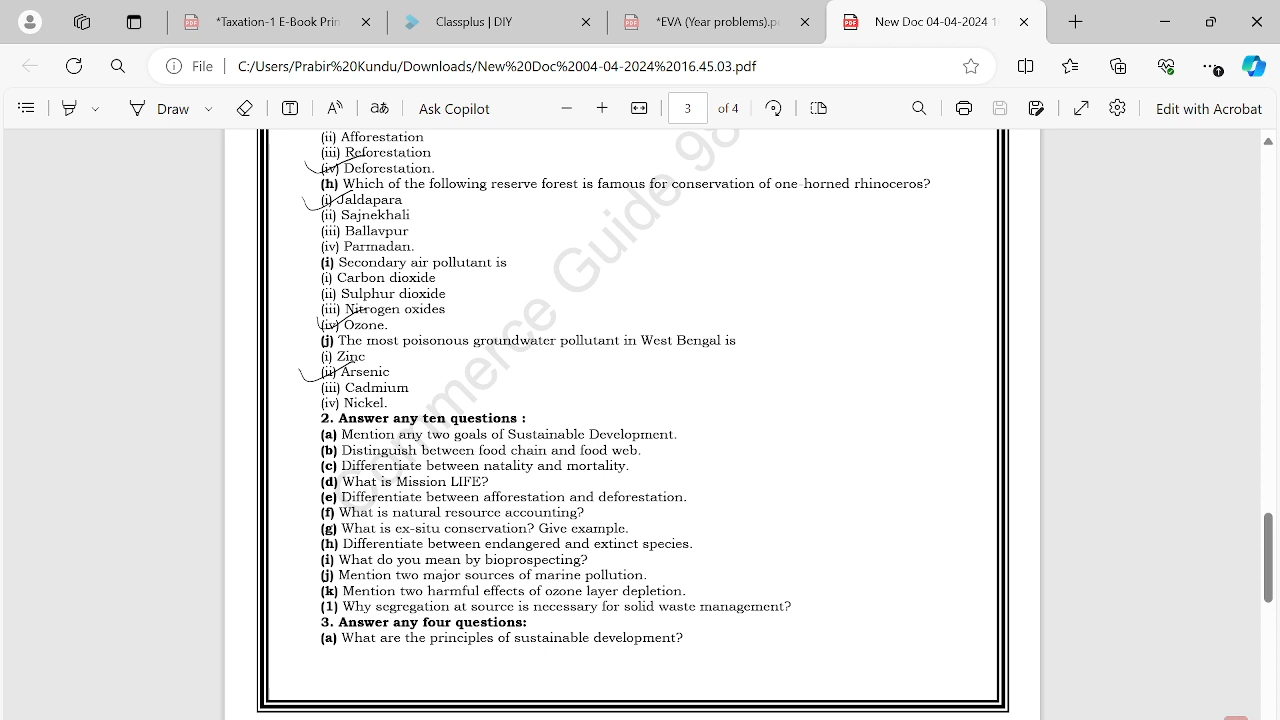 *Taxation-1 E-Book Prin
Classplus | DIY
*EVA (Year problems).p
New Doc 04-04-2024 1
File
C:/Users/Prabir%20Kundu/Downloads/New%20Doc%2004-04-2024%2016.45.03.pdf
Draw
Ask Copilot
3 of 4
Edit with Acrobat
(ii) Afforestation
(iii) Reforestation
(iv) Deforestation.
(h) Which of the following reserve forest is famous for conservation of one-horned rhinoceros?
(i) Jaldapara
(ii) Sajnekhali
(iii) Ballavpur
(iv) Parmadan.
(i) Secondary air pollutant is
(i) Carbon dioxide
(ii) Sulphur dioxide
(iii) Nitrogen oxides
(iv) Ozone.
(j) The most poisonous groundwater pollutant in West Bengal is
(i) Zinc
(ii) Arsenic
(iii) Cadmium
(iv) Nickel.
2. Answer any ten questions :
(a) Mention any two goals of Sustainable Development.
(b) Distinguish between food chain and food web.
(c) Differentiate between natality and mortality.
(d) What is Mission LIFE?
(e) Differentiate between afforestation and deforestation.
(f) What is natural resource accounting?
(g) What is ex-situ conservation? Give example.
(h) Differentiate between endangered and extinct species.
(i) What do you mean by bioprospecting?
(j) Mention two major sources of marine pollution.
(k) Mention two harmful effects of ozone layer depletion.
(1) Why segregation at source is necessary for solid waste management?
3. Answer any four questions:
(a) What are the principles of sustainable development?
Commerce Guide 98